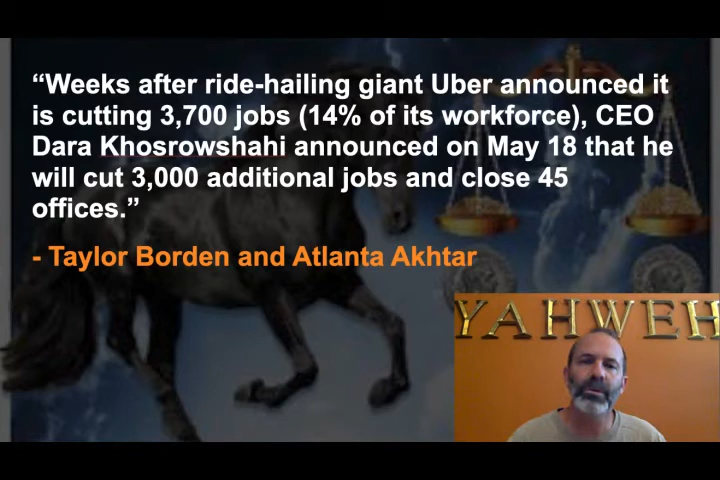 “Weeks after ride-hailing giant Uber announced it
is cutting 3,700 jobs (14% of its workforce), CEO
Dara Khosrowshahi announced on May 18 that he
will cut 3,000 additional jobs and close 45
offices.”
- Taylor Borden and Atlanta Akhtar
YAHWEH